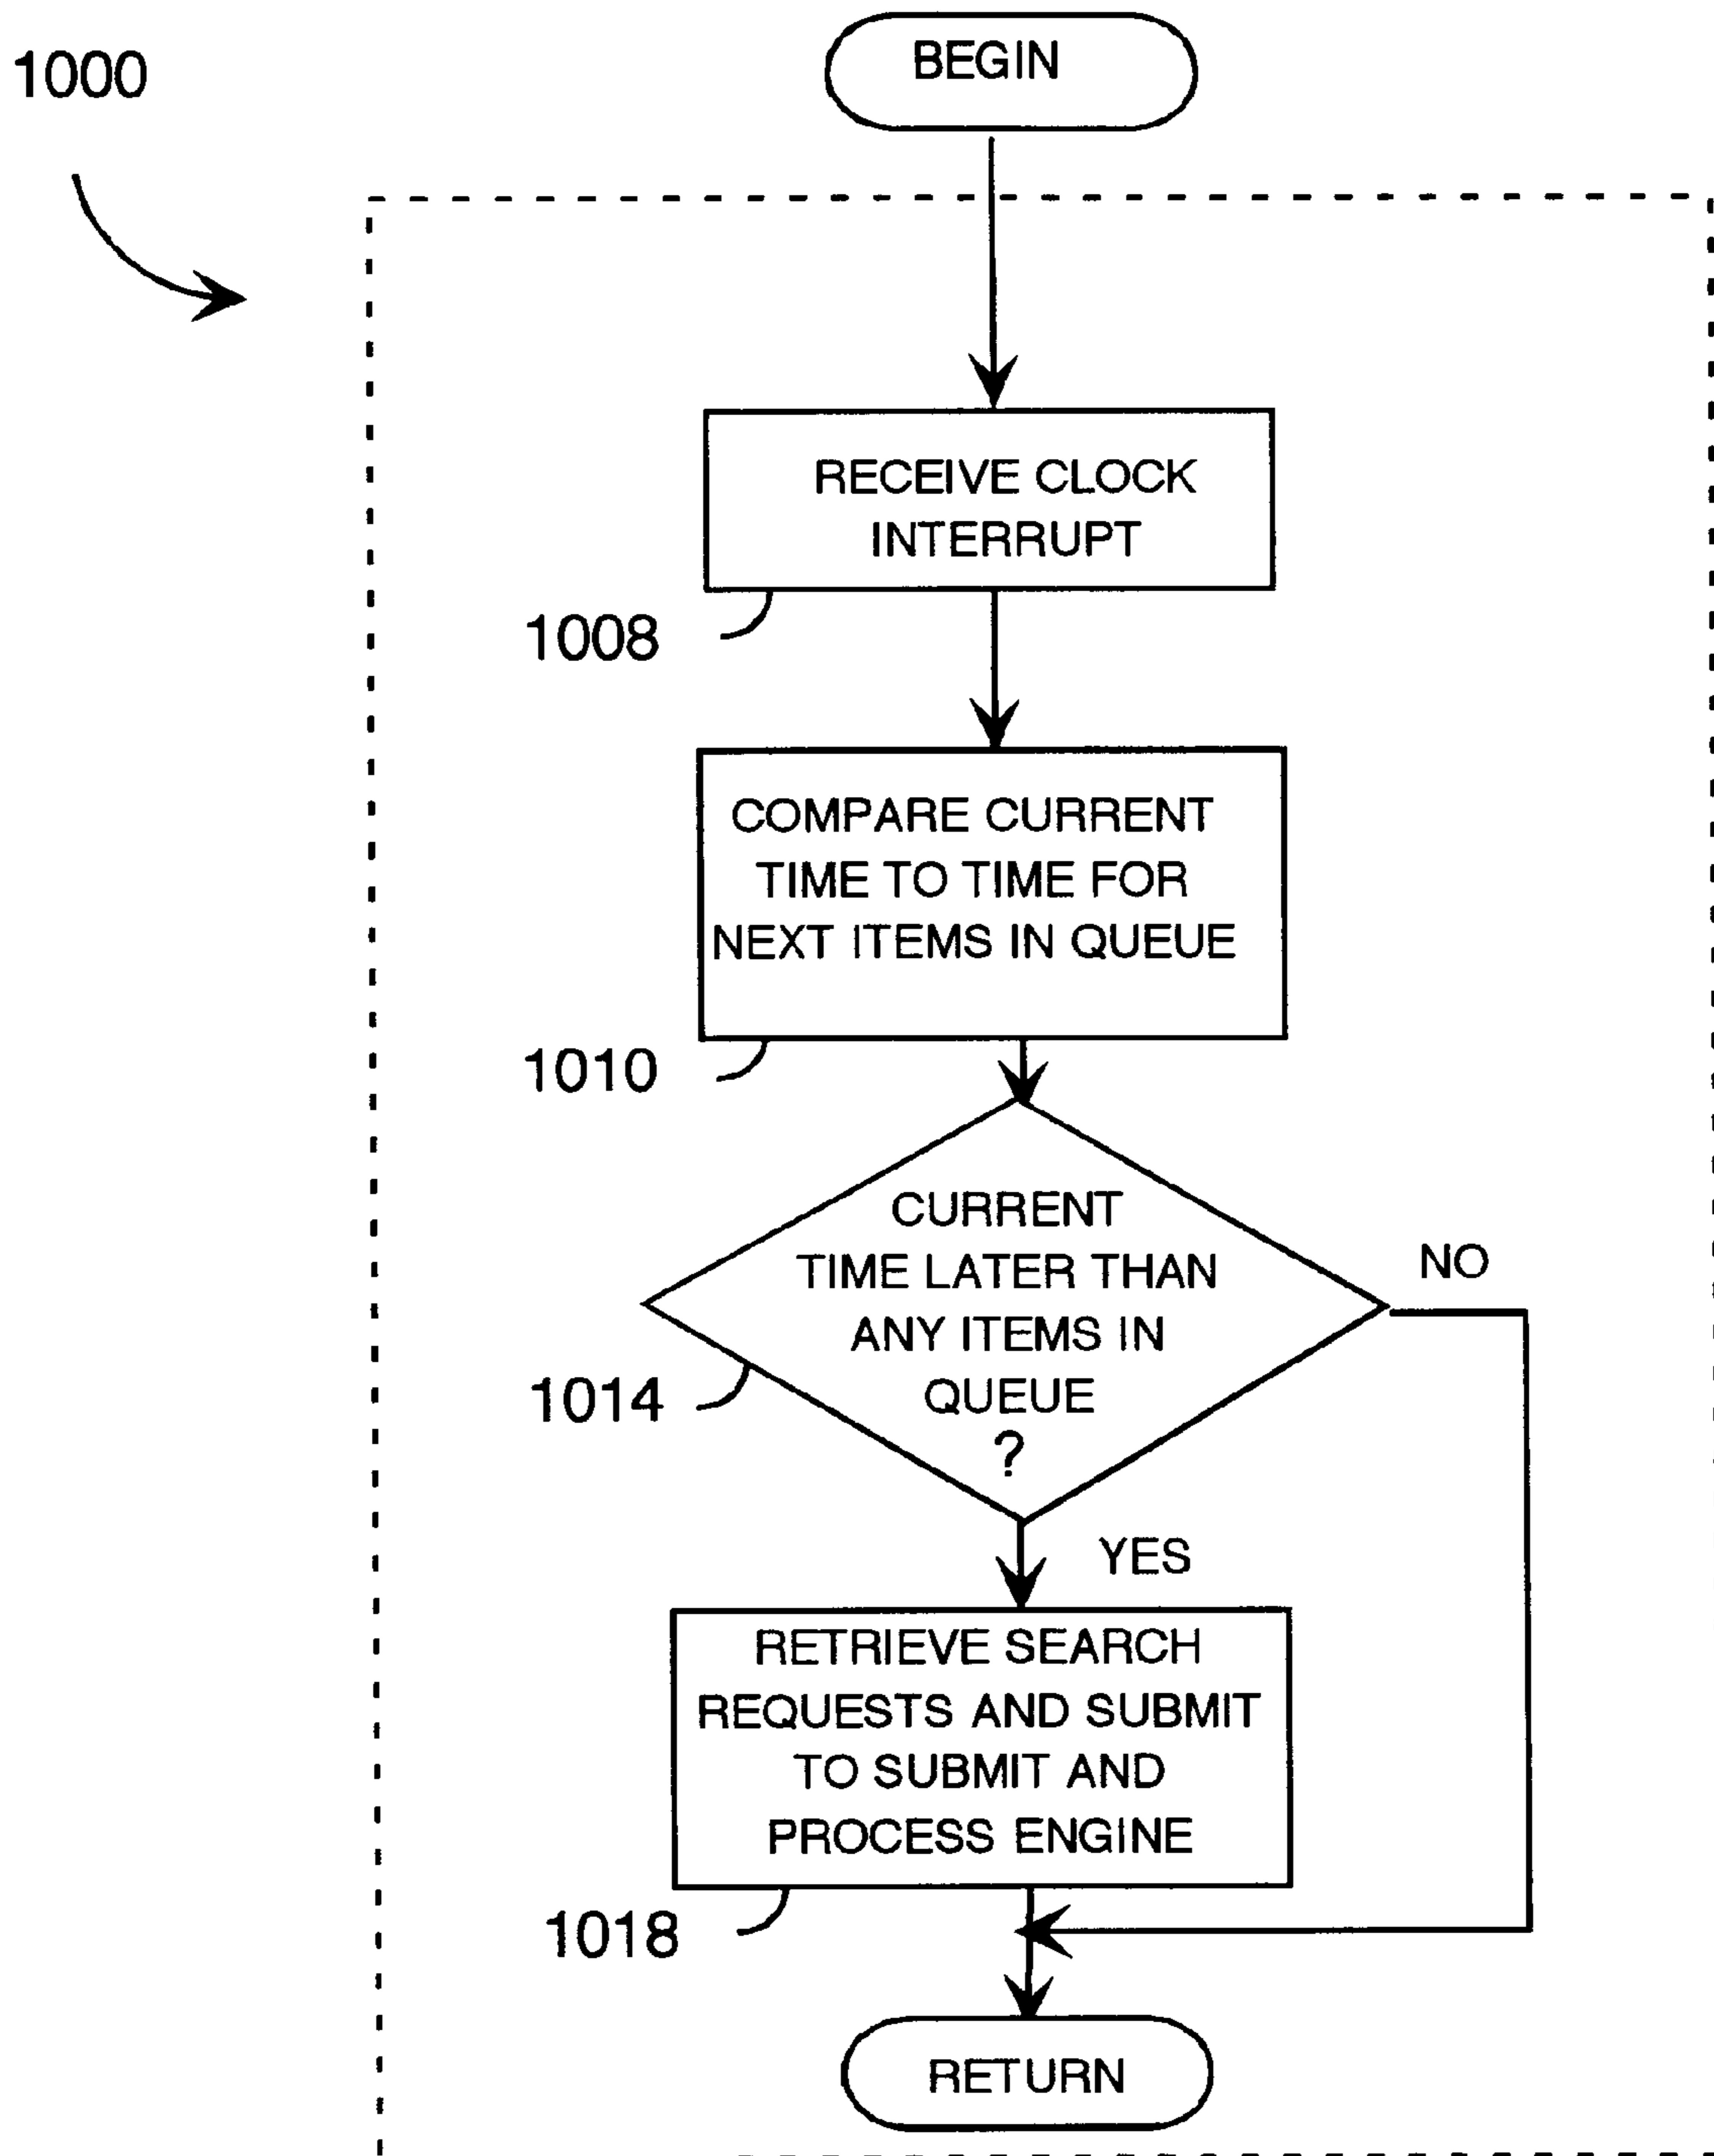 1000
BEGIN
RECEIVE CLOCK
INTERRUPT
1008
COMPARE CURRENT
TIME TO TIME FOR
NEXT ITEMS IN QUEUE
1010
CURRENT
TIME LATER THAN
ANY ITEMS IN
QUEUE
?
NO
1014
YES
RETRIEVE SEARCH
REQUESTS AND SUBMIT
TO SUBMIT AND
PROCESS ENGINE
1018
RETURN